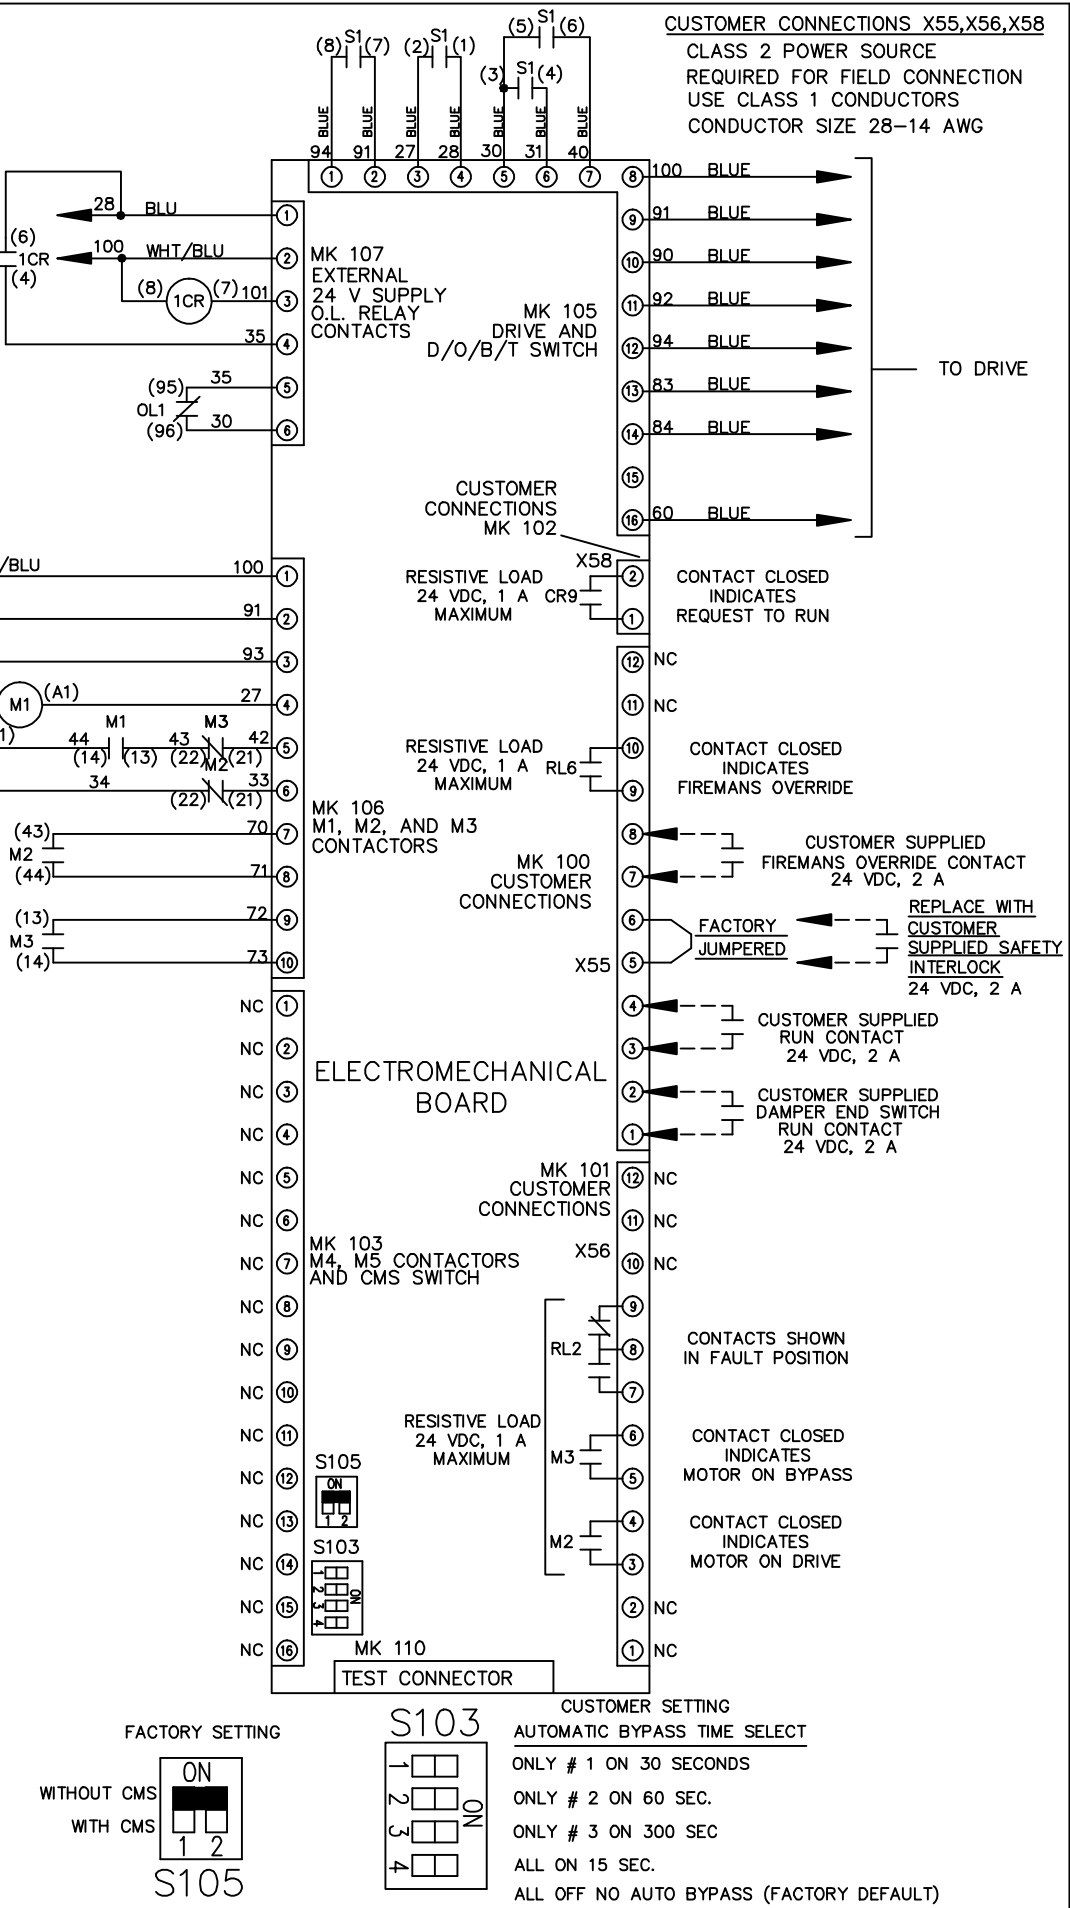 CUSTOMER CONNECTIONS X55,X56,X58
CLASS 2 POWER SOURCE
REQUIRED FOR FIELD CONNECTION
USE CLASS 1 CONDUCTORS
CONDUCTOR SIZE 28-14 AWG
(8) S1 (7)
(2) S1 (1)
(5) S1 (6)
(3) S1 (4)
BLUE BLUE BLUE BLUE BLUE BLUE BLUE
94 91 27 28 30 31 40
1 2 3 4 5 6 7
8 100 BLUE
9 91 BLUE
10 90 BLUE
11 92 BLUE
12 94 BLUE
13 83 BLUE
14 84 BLUE
15
16 60 BLUE
TO DRIVE
MK 105
DRIVE AND
D/O/B/T SWITCH
28 BLU 1
(6)
1CR
(4)
100 WHT/BLU 2
(8) 1CR (7) 101 3
35 4
(95) 35 5
OL1
(96) 30 6
MK 107
EXTERNAL
24 V SUPPLY
O.L. RELAY
CONTACTS
CUSTOMER
CONNECTIONS
MK 102
X58
RESISTIVE LOAD
24 VDC, 1 A
MAXIMUM
CR9
2
1
CONTACT CLOSED
INDICATES
REQUEST TO RUN
/BLU 100 1
91 2
93 3
M1 (A1) 27 4
1)
44 M1 43 M3 42 5
(14) (13) (22) (21)
34 M2 33 6
(22) (21)
(43) 70 7
M2
(44) 71 8
(13) 72 9
M3
(14) 73 10
MK 106
M1, M2, AND M3
CONTACTORS
12 NC
11 NC
RESISTIVE LOAD
24 VDC, 1 A
MAXIMUM
RL6
10
9
CONTACT CLOSED
INDICATES
FIREMANS OVERRIDE
MK 100
CUSTOMER
CONNECTIONS
X55
8
7
CUSTOMER SUPPLIED
FIREMANS OVERRIDE CONTACT
24 VDC, 2 A
6
5
FACTORY
JUMPERED
REPLACE WITH
CUSTOMER
SUPPLIED SAFETY
INTERLOCK
24 VDC, 2 A
4
3
CUSTOMER SUPPLIED
RUN CONTACT
24 VDC, 2 A
2
1
CUSTOMER SUPPLIED
DAMPER END SWITCH
RUN CONTACT
24 VDC, 2 A
ELECTROMECHANICAL
BOARD
NC 1
NC 2
NC 3
NC 4
NC 5
NC 6
NC 7
NC 8
NC 9
NC 10
NC 11
NC 12
NC 13
NC 14
NC 15
NC 16
MK 103
M4, M5 CONTACTORS
AND CMS SWITCH
MK 101
CUSTOMER
CONNECTIONS
X56
12 NC
11 NC
10 NC
RL2
9
8
7
CONTACTS SHOWN
IN FAULT POSITION
RESISTIVE LOAD
24 VDC, 1 A
MAXIMUM
M3
6
5
CONTACT CLOSED
INDICATES
MOTOR ON BYPASS
M2
4
3
CONTACT CLOSED
INDICATES
MOTOR ON DRIVE
2 NC
1 NC
S105
ON
1 2
S103
1
2
3
4
ON
MK 110
TEST CONNECTOR
FACTORY SETTING
WITHOUT CMS
WITH CMS
ON
1 2
S105
S103
1
2
3
4
ON
CUSTOMER SETTING
AUTOMATIC BYPASS TIME SELECT
ONLY # 1 ON 30 SECONDS
ONLY # 2 ON 60 SEC.
ONLY # 3 ON 300 SEC
ALL ON 15 SEC.
ALL OFF NO AUTO BYPASS (FACTORY DEFAULT)